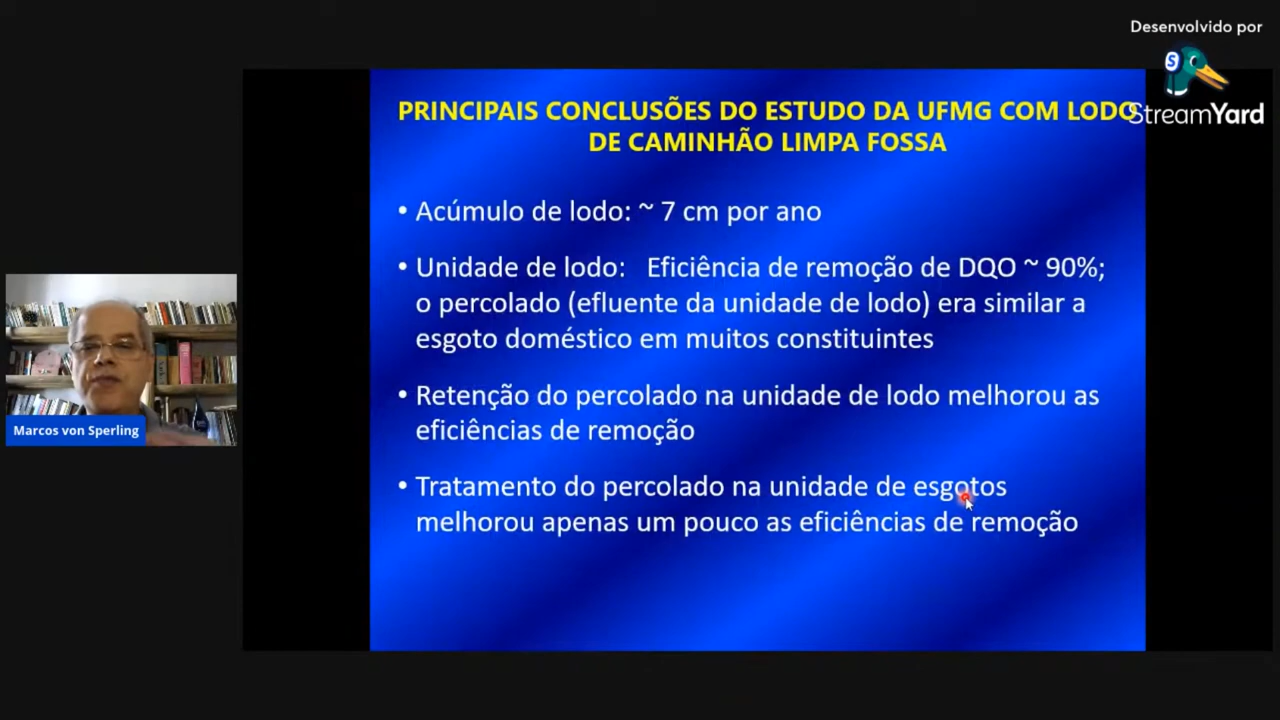 Desenvolvido por
StreamYard
PRINCIPAIS CONCLUSÕES DO ESTUDO DA UFMG COM LODO
DE CAMINHÃO LIMPA FOSSA
• Acúmulo de lodo: ~ 7 cm por ano
• Unidade de lodo: Eficiência de remoção de DQO ~ 90%;
o percolado (efluente da unidade de lodo) era similar a
esgoto doméstico em muitos constituintes
• Retenção do percolado na unidade de lodo melhorou as
eficiências de remoção
• Tratamento do percolado na unidade de esgotos
melhorou apenas um pouco as eficiências de remoção
Marcos von Sperling